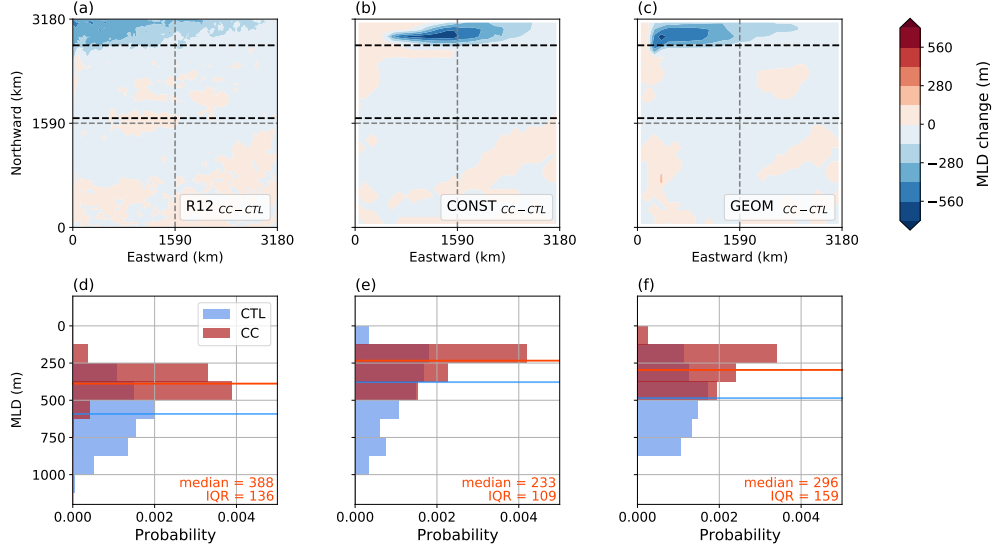 (a)
(b)
(c)
3180
1590
0
Northward (km)
R12 CC−CTL
CONST CC−CTL
GEOM CC−CTL
0
1590
3180
0
1590
3180
0
1590
3180
Eastward (km)
Eastward (km)
Eastward (km)
560
280
0
−280
−560
MLD change (m)
(d)
(e)
(f)
0
250
500
750
1000
MLD (m)
CTL
CC
median = 388
IQR = 136
median = 233
IQR = 109
median = 296
IQR = 159
0.000
0.002
0.004
0.000
0.002
0.004
0.000
0.002
0.004
Probability
Probability
Probability